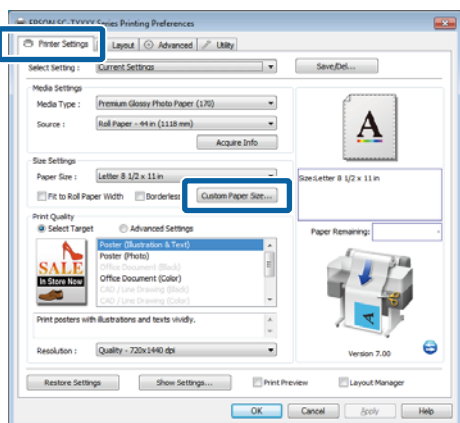 EPSON SC-TXXXX Series Printing Preferences
Printer Settings Layout Advanced Utility
Select Setting : Current Settings Save/Del...
Media Settings
Media Type : Premium Glossy Photo Paper (170)
Source : Roll Paper - 44 in (1118 mm)
Acquire Info
A
Size Settings
Paper Size : Letter 8 1/2 x 11 in
Size:Letter 8 1/2 x 11 in
Fit to Roll Paper Width Borderless Custom Paper Size...
Print Quality
Select Target Advanced Settings
Paper Remaining: -
SALE
In Store Now
Poster (Illustration & Text)
Poster (Photo)
Office Document (Black)
Office Document (Color)
CAD / Line Drawing (Black)
CAD / Line Drawing (Color)
Print posters with illustrations and texts vividly.
Resolution : Quality - 720x1440 dpi
Version 7.00
Restore Settings Show Settings... Print Preview Layout Manager
OK Cancel Apply Help